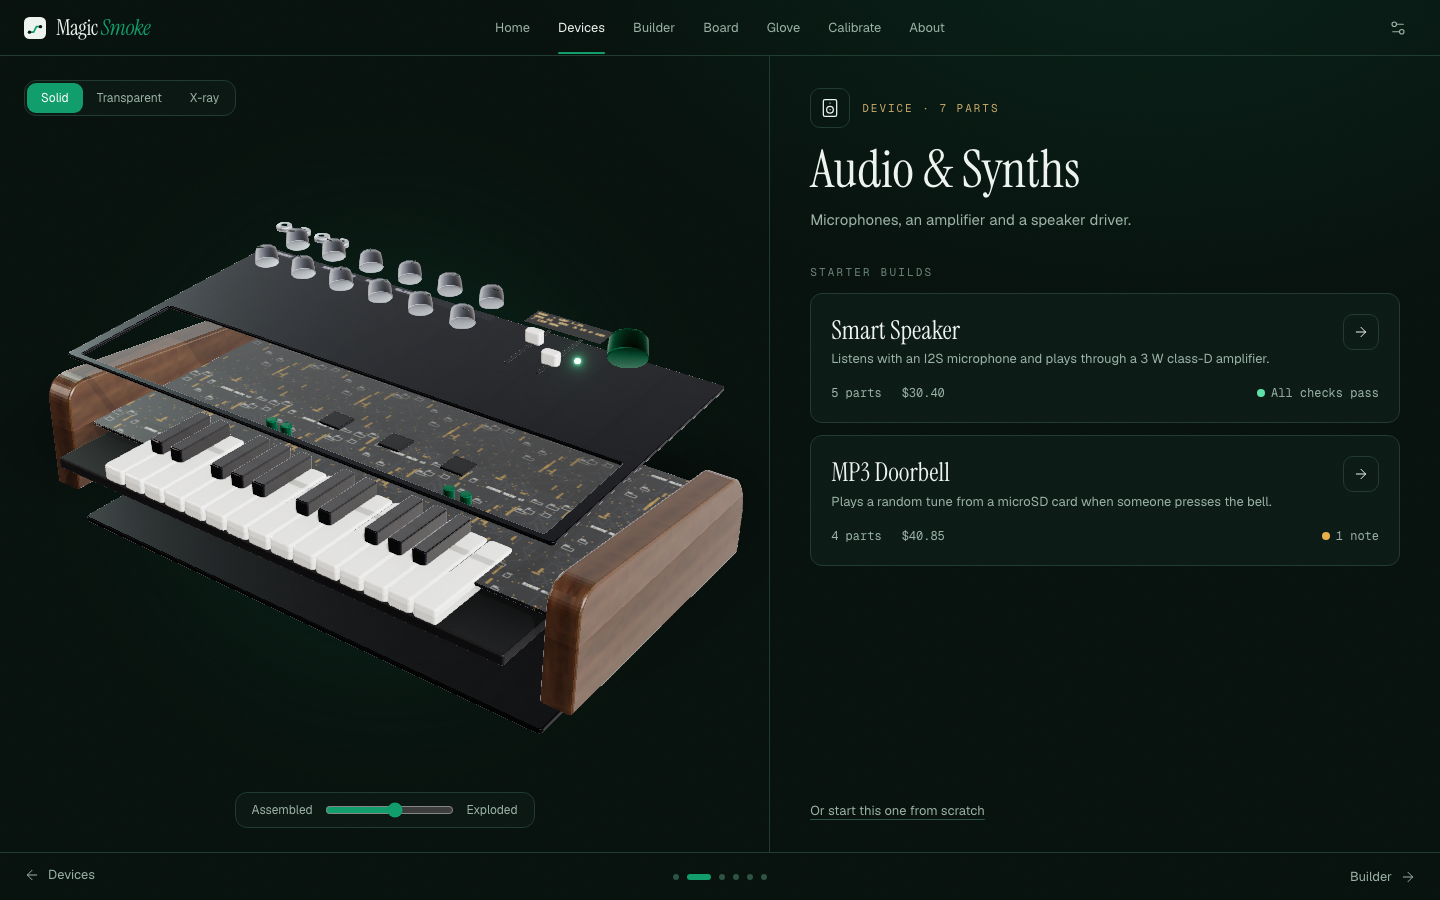 Magic Smoke
Home
Devices
Builder
Board
Glove
Calibrate
About
Solid
Transparent
X-ray
DEVICE · 7 PARTS
Audio & Synths
Microphones, an amplifier and a speaker driver.
STARTER BUILDS
Smart Speaker
Listens with an I2S microphone and plays through a 3 W class-D amplifier.
5 parts $30.40
All checks pass
MP3 Doorbell
Plays a random tune from a microSD card when someone presses the bell.
4 parts $40.85
1 note
Assembled
Exploded
Or start this one from scratch
Devices
Builder